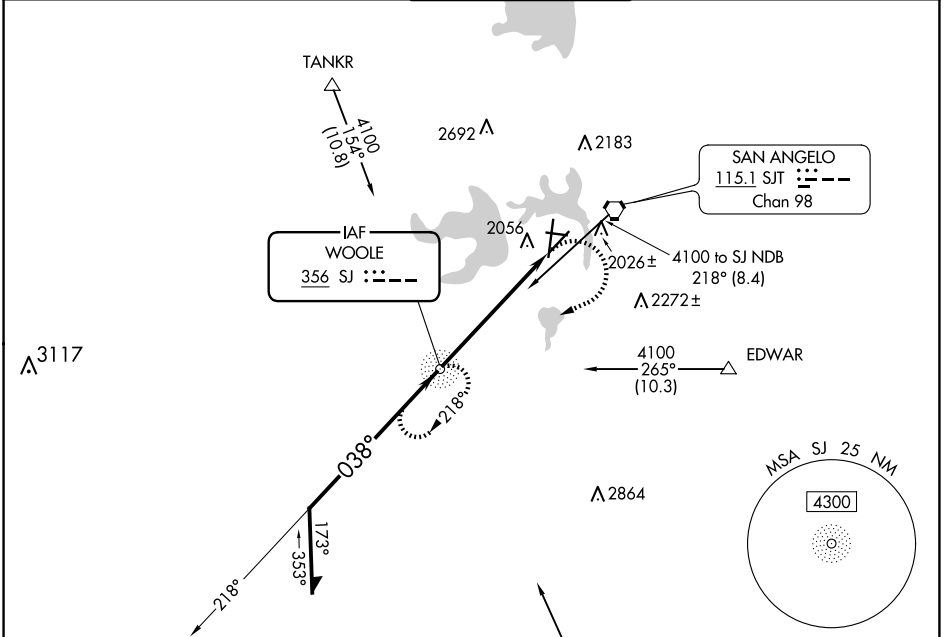 TANKR
4100
154°
(10.8)
2692
2183
SAN ANGELO
115.1 SJT
Chan 98
IAF
WOOLE
356 SJ
2056
2026±
4100 to SJ NDB
218° (8.4)
2272±
3117
4100
265°
(10.3)
EDWAR
218°
038°
2864
MSA SJ 25 NM
4300
173°
353°
218°